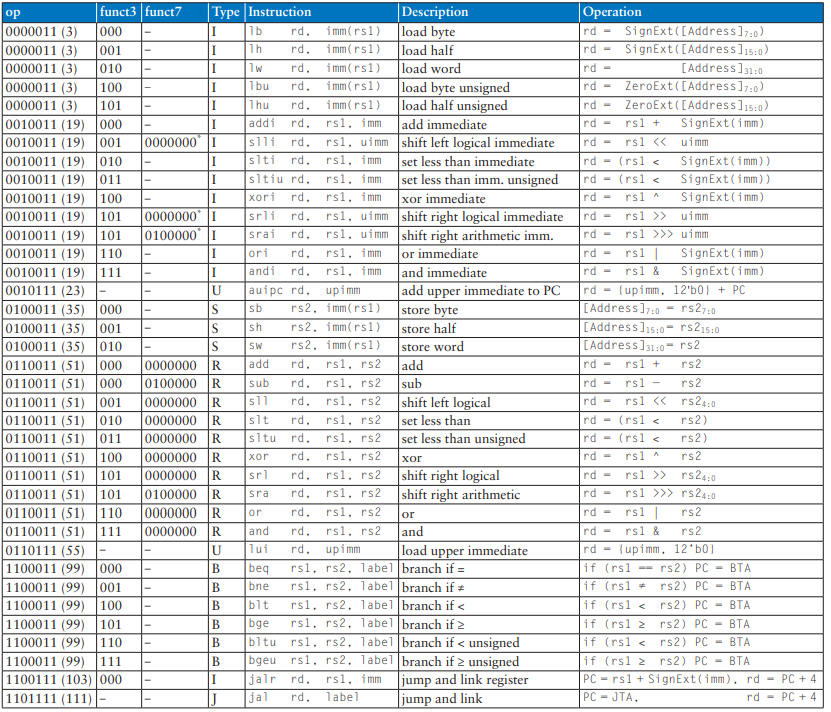 op funct3 funct7 Type Instruction Description Operation
0000011 (3) 000 – I lb rd, imm(rs1) load byte rd = SignExt([Address]7:0)
0000011 (3) 001 – I lh rd, imm(rs1) load half rd = SignExt([Address]15:0)
0000011 (3) 010 – I lw rd, imm(rs1) load word rd = [Address]31:0
0000011 (3) 100 – I lbu rd, imm(rs1) load byte unsigned rd = ZeroExt([Address]7:0)
0000011 (3) 101 – I lhu rd, imm(rs1) load half unsigned rd = ZeroExt([Address]15:0)
0010011 (19) 000 – I addi rd, rs1, imm add immediate rd = rs1 + SignExt(imm)
0010011 (19) 001 0000000* I slli rd, rs1, uimm shift left logical immediate rd = rs1 << uimm
0010011 (19) 010 – I slti rd, rs1, imm set less than immediate rd = (rs1 < SignExt(imm))
0010011 (19) 011 – I sltiu rd, rs1, imm set less than imm. unsigned rd = (rs1 < SignExt(imm))
0010011 (19) 100 – I xori rd, rs1, imm xor immediate rd = rs1 ^ SignExt(imm)
0010011 (19) 101 0000000* I srli rd, rs1, uimm shift right logical immediate rd = rs1 >> uimm
0010011 (19) 101 0100000* I srai rd, rs1, uimm shift right arithmetic imm. rd = rs1 >>> uimm
0010011 (19) 110 – I ori rd, rs1, imm or immediate rd = rs1 | SignExt(imm)
0010011 (19) 111 – I andi rd, rs1, imm and immediate rd = rs1 & SignExt(imm)
0010111 (23) – – U auipc rd, upimm add upper immediate to PC rd = {upimm, 12'b0} + PC
0100011 (35) 000 – S sb rs2, imm(rs1) store byte [Address]7:0 = rs27:0
0100011 (35) 001 – S sh rs2, imm(rs1) store half [Address]15:0 = rs215:0
0100011 (35) 010 – S sw rs2, imm(rs1) store word [Address]31:0 = rs2
0110011 (51) 000 0000000 R add rd, rs1, rs2 add rd = rs1 + rs2
0110011 (51) 000 0100000 R sub rd, rs1, rs2 sub rd = rs1 − rs2
0110011 (51) 001 0000000 R sll rd, rs1, rs2 shift left logical rd = rs1 << rs24:0
0110011 (51) 010 0000000 R slt rd, rs1, rs2 set less than rd = (rs1 < rs2)
0110011 (51) 011 0000000 R sltu rd, rs1, rs2 set less than unsigned rd = (rs1 < rs2)
0110011 (51) 100 0000000 R xor rd, rs1, rs2 xor rd = rs1 ^ rs2
0110011 (51) 101 0000000 R srl rd, rs1, rs2 shift right logical rd = rs1 >> rs24:0
0110011 (51) 101 0100000 R sra rd, rs1, rs2 shift right arithmetic rd = rs1 >>> rs24:0
0110011 (51) 110 0000000 R or rd, rs1, rs2 or rd = rs1 | rs2
0110011 (51) 111 0000000 R and rd, rs1, rs2 and rd = rs1 & rs2
0110111 (55) – – U lui rd, upimm load upper immediate rd = {upimm, 12'b0}
1100011 (99) 000 – B beq rs1, rs2, label branch if = if (rs1 == rs2) PC = BTA
1100011 (99) 001 – B bne rs1, rs2, label branch if ≠ if (rs1 ≠ rs2) PC = BTA
1100011 (99) 100 – B blt rs1, rs2, label branch if < if (rs1 < rs2) PC = BTA
1100011 (99) 101 – B bge rs1, rs2, label branch if ≥ if (rs1 ≥ rs2) PC = BTA
1100011 (99) 110 – B bltu rs1, rs2, label branch if < unsigned if (rs1 < rs2) PC = BTA
1100011 (99) 111 – B bgeu rs1, rs2, label branch if ≥ unsigned if (rs1 ≥ rs2) PC = BTA
1100111 (103) 000 – I jalr rd, rs1, imm jump and link register PC = rs1 + SignExt(imm), rd = PC + 4
1101111 (111) – – J jal rd, label jump and link PC = JTA, rd = PC + 4